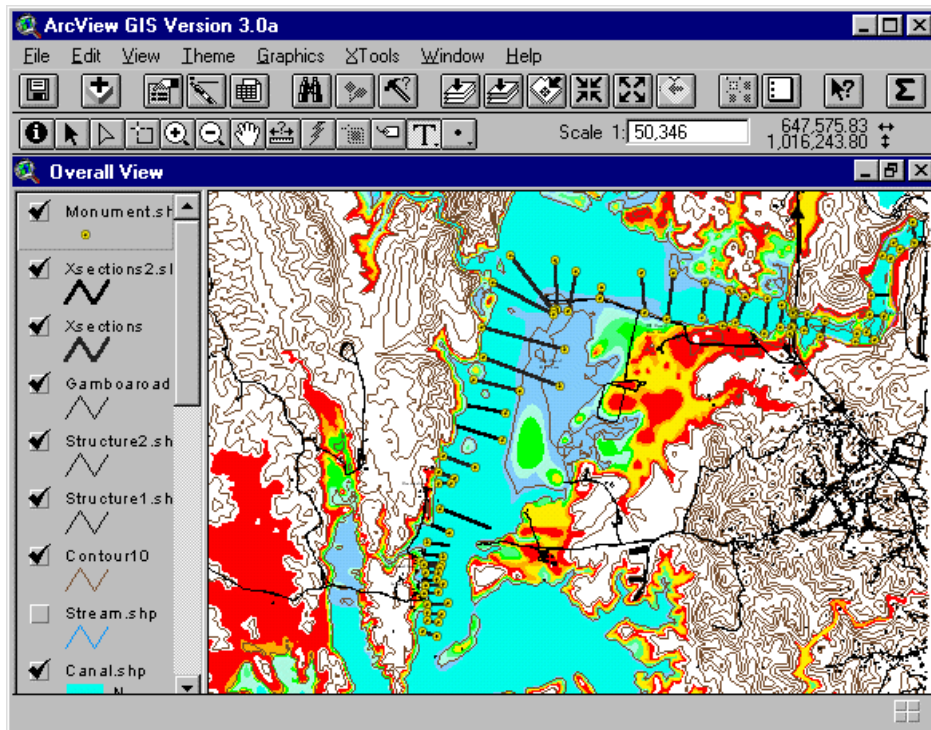 ArcView GIS Version 3.0a
File Edit View Theme Graphics XTools Window Help
Scale 1: 50,346
647,575.83
1,016,243.80
Overall View
Monument.sh
Xsections2.sl
Xsections
Gamboaroad
Structure2.sh
Structure1.sh
Contour10
Stream.shp
Canal.shp
N